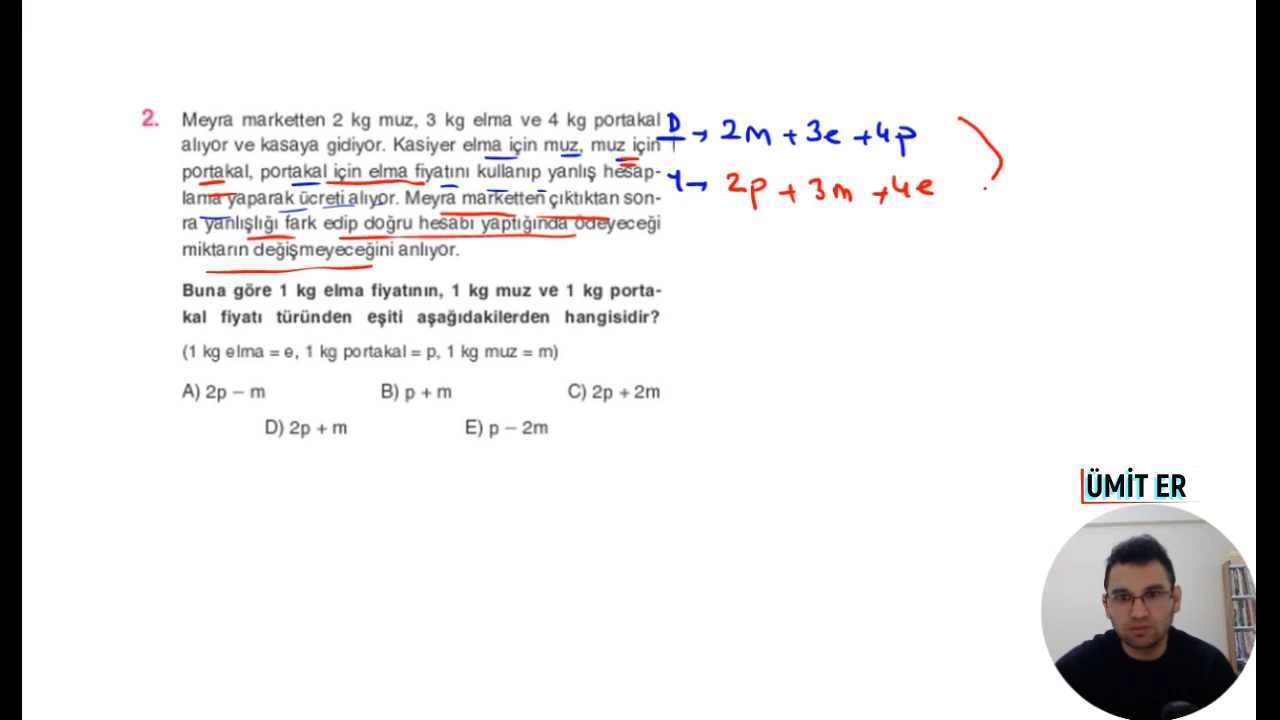 2. Meyra marketten 2 kg muz, 3 kg elma ve 4 kg portakal
alıyor ve kasaya gidiyor. Kasiyer elma için muz, muz için
portakal, portakal için elma fiyatını kullanıp yanlış hesap-
lama yaparak ücreti alıyor. Meyra marketten çıktıktan son-
ra yanlışlığı fark edip doğru hesabı yaptığında ödeyeceği
miktarın değişmeyeceğini anlıyor.
D → 2m + 3e + 4p
Y → 2p + 3m + 4e
Buna göre 1 kg elma fiyatının, 1 kg muz ve 1 kg porta-
kal fiyatı türünden eşiti aşağıdakilerden hangisidir?
(1 kg elma = e, 1 kg portakal = p, 1 kg muz = m)
A) 2p – m B) p + m C) 2p + 2m
D) 2p + m E) p – 2m
ÜMİT ER